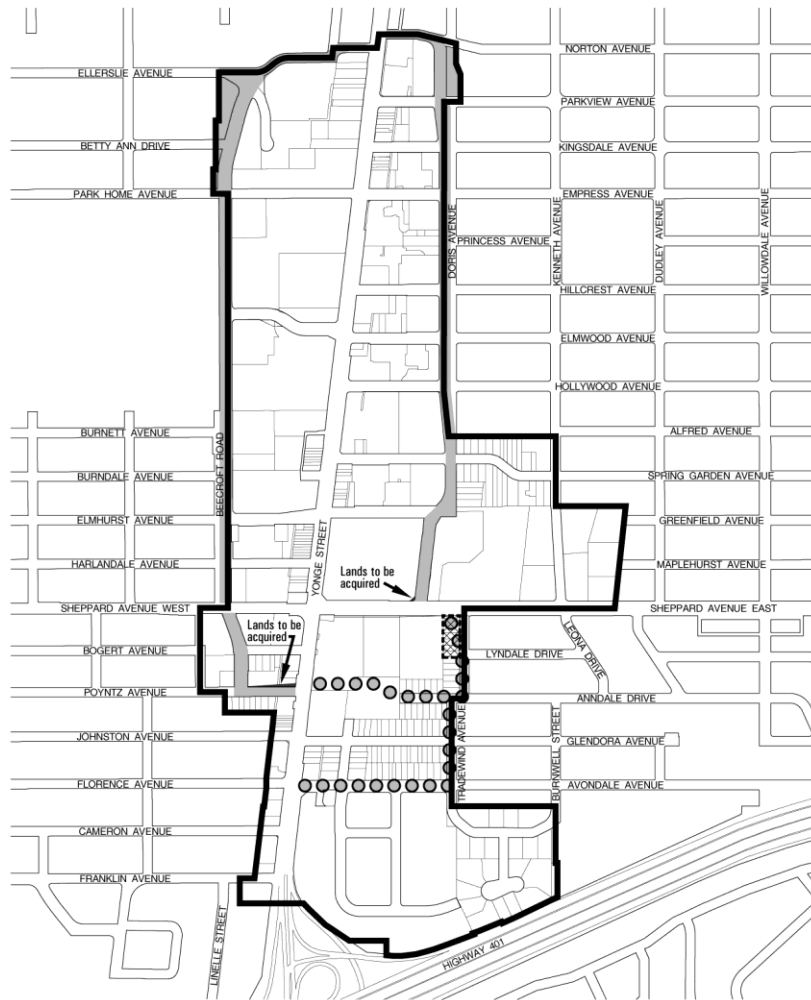 NORTON AVENUE
ELLERSLIE AVENUE
PARKVIEW AVENUE
BETTY ANN DRIVE
KINGSDALE AVENUE
PARK HOME AVENUE
EMPRESS AVENUE
DORIS AVENUE
PRINCESS AVENUE
KENNETH AVENUE
DUDLEY AVENUE
WILLOWDALE AVENUE
HILLCREST AVENUE
ELMWOOD AVENUE
HOLLYWOOD AVENUE
BURNETT AVENUE
ALFRED AVENUE
BEECROFT ROAD
BURNDALE AVENUE
SPRING GARDEN AVENUE
ELMHURST AVENUE
GREENFIELD AVENUE
YONGE STREET
HARLANDALE AVENUE
Lands to be
acquired
MAPLEHURST AVENUE
SHEPPARD AVENUE WEST
SHEPPARD AVENUE EAST
Lands to be
acquired
BOGERT AVENUE
LYNDALE DRIVE
LEONA DRIVE
POYNTZ AVENUE
ANNDALE DRIVE
JOHNSTON AVENUE
TRADEWIND AVENUE
BURNWELL STREET
GLENDORA AVENUE
FLORENCE AVENUE
AVONDALE AVENUE
CAMERON AVENUE
FRANKLIN AVENUE
LINELLE STREET
HIGHWAY 401